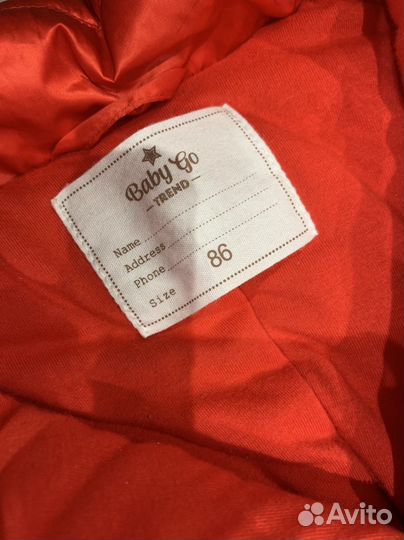 Baby Go
TREND
Name
Address
Phone
Size 86
Avito